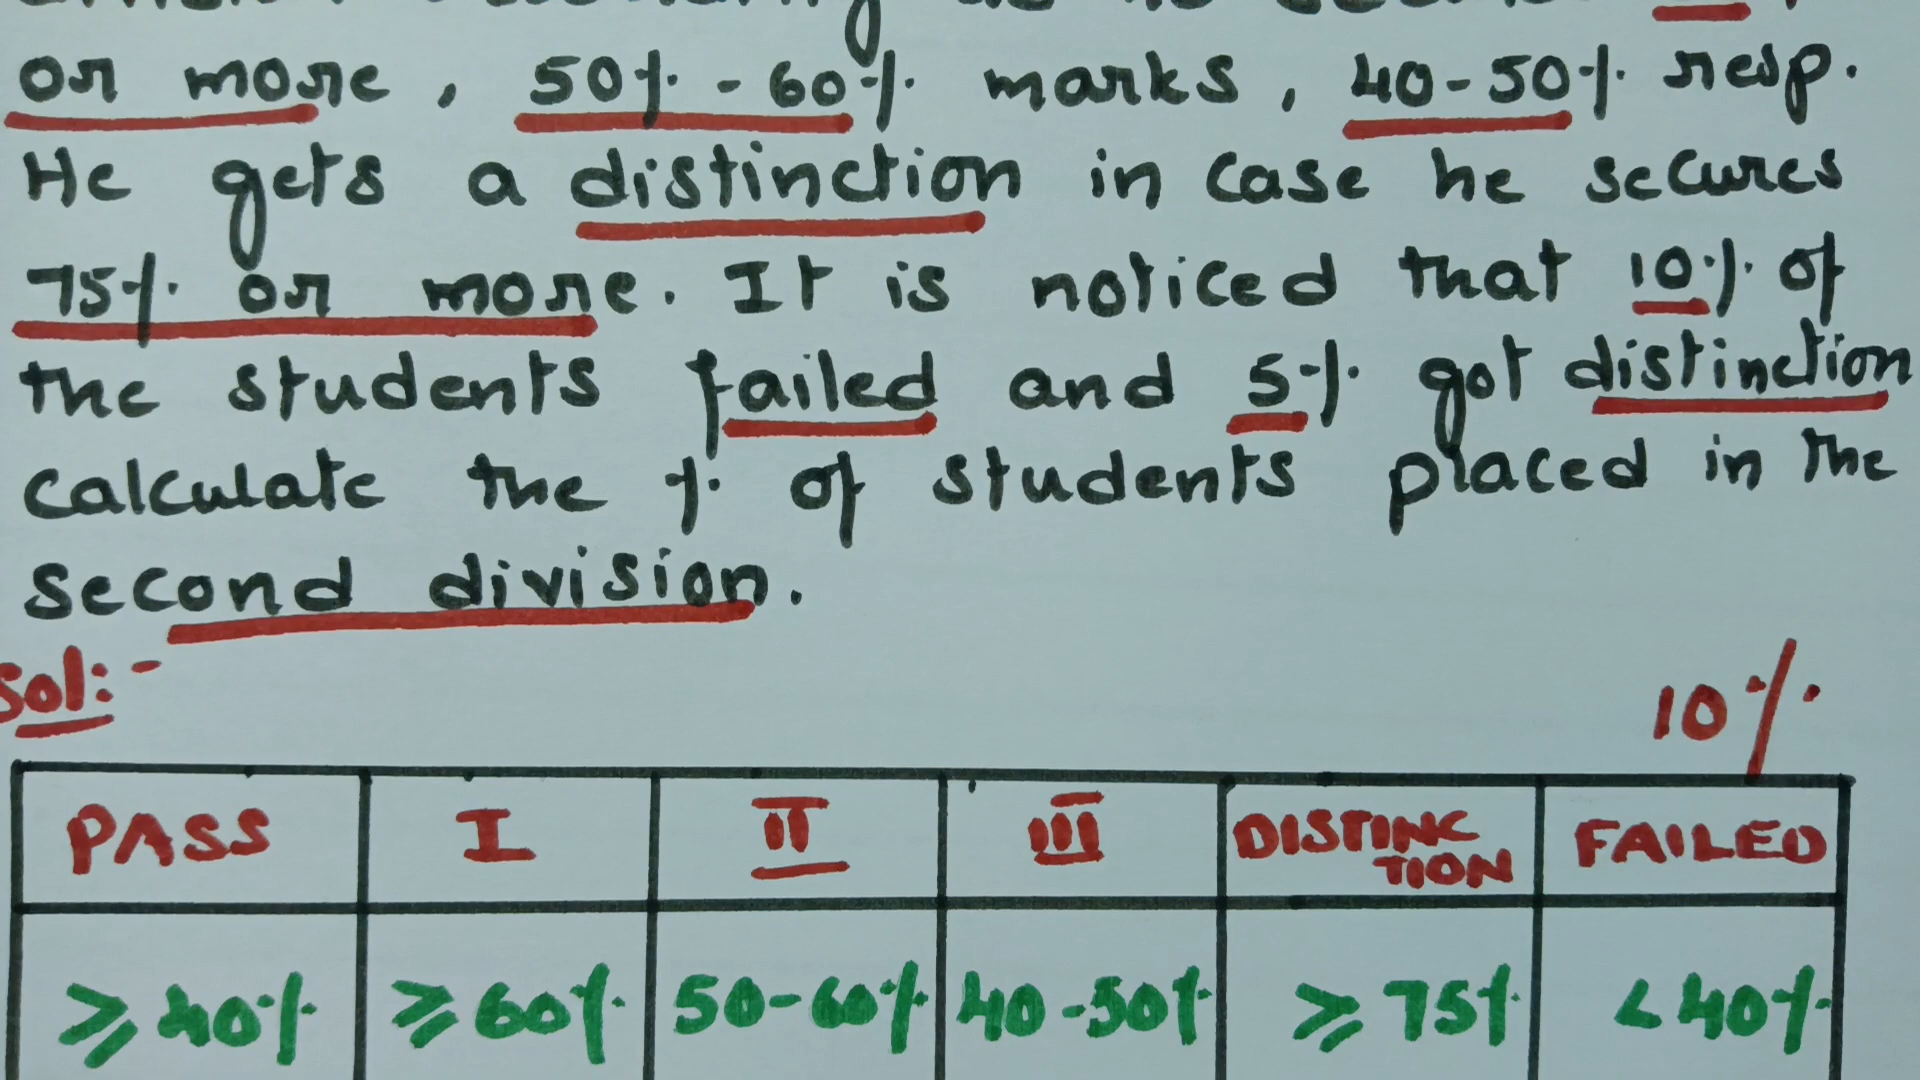 or more, 50% - 60% marks, 40-50% resp.
He gets a distinction in case he secures
75% or more. It is noticed that 10% of
the students failed and 5% got distinction
calculate the % of students placed in the
second division.
Sol:-
10%
PASS I II III DISTINCTION FAILED
≥ 40% ≥ 60% 50-60% 40-50% ≥ 75% < 40%